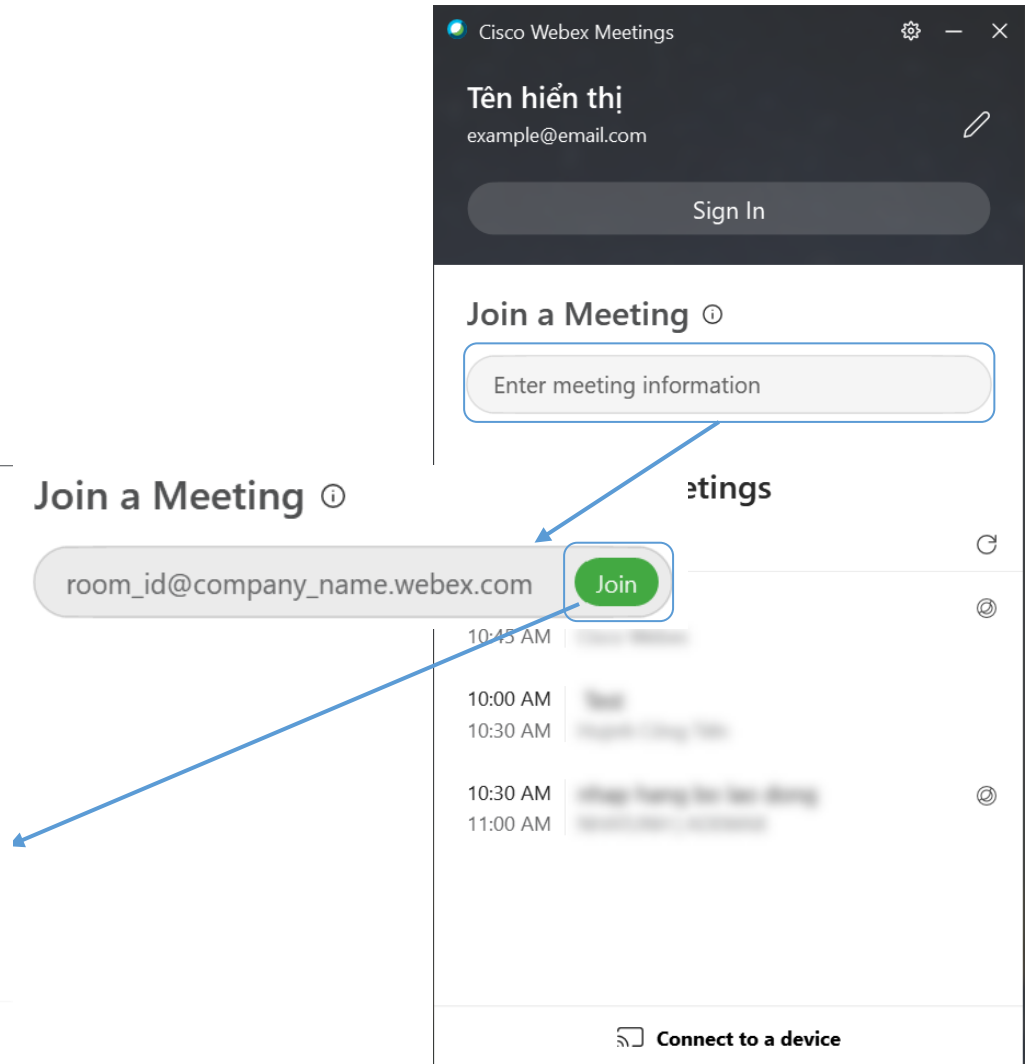 Cisco Webex Meetings
Tên hiển thị
example@email.com
Sign In
Join a Meeting
Enter meeting information
etings
Join a Meeting
room_id@company_name.webex.com Join
10:45 AM
10:00 AM
10:30 AM
10:30 AM
11:00 AM
Connect to a device